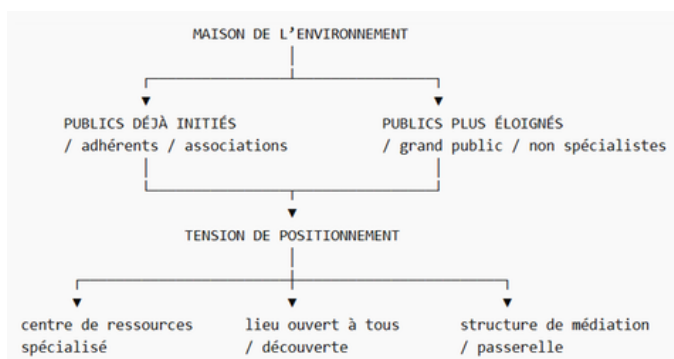 MAISON DE L’ENVIRONNEMENT
PUBLICS DÉJÀ INITIÉS
/ adhérents / associations
PUBLICS PLUS ÉLOIGNÉS
/ grand public / non spécialistes
TENSION DE POSITIONNEMENT
centre de ressources
spécialisé
lieu ouvert à tous
/ découverte
structure de médiation
/ passerelle